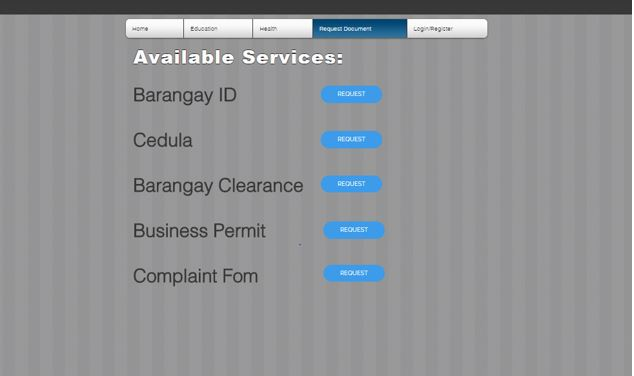 Home
Education
Health
Request Document
Login/Register
Available Services:
Barangay ID
REQUEST
Cedula
REQUEST
Barangay Clearance
REQUEST
Business Permit
REQUEST
Complaint Fom
REQUEST